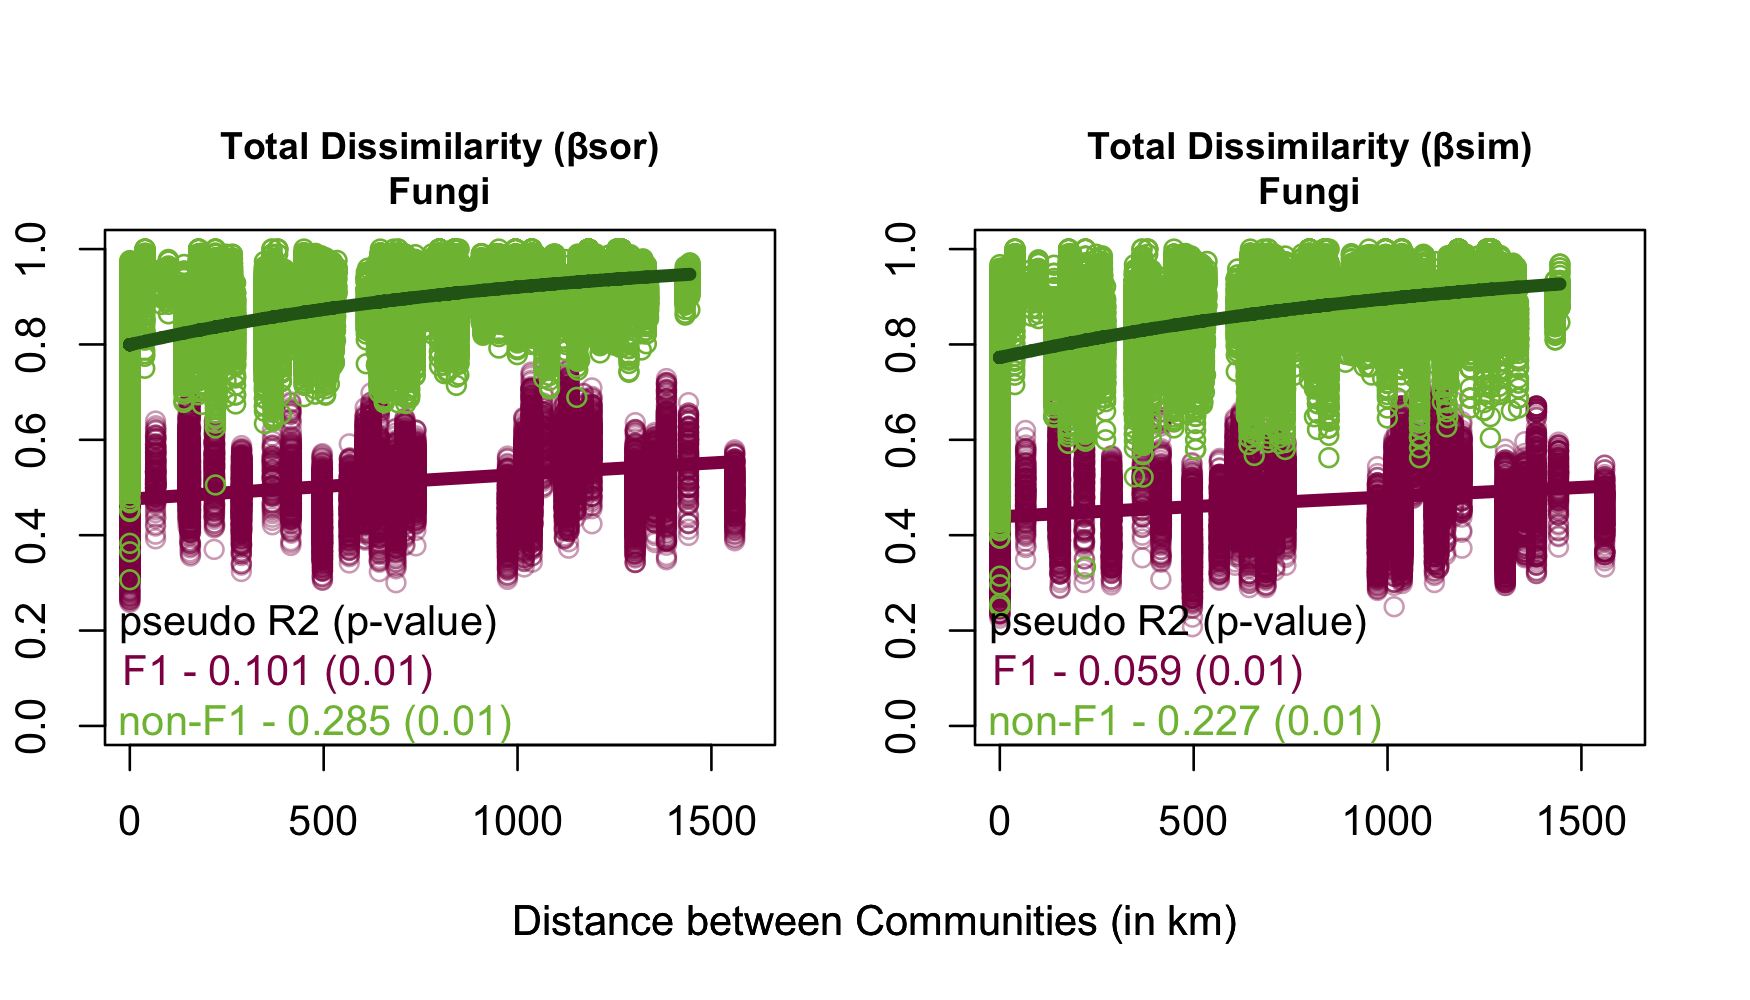 Total Dissimilarity (βsor)
Fungi
1.0
0.8
0.6
0.4
0.2
0.0
pseudo R2 (p-value)
F1 - 0.101 (0.01)
non-F1 - 0.285 (0.01)
0 500 1000 1500
Total Dissimilarity (βsim)
Fungi
1.0
0.8
0.6
0.4
0.2
0.0
pseudo R2 (p-value)
F1 - 0.059 (0.01)
non-F1 - 0.227 (0.01)
0 500 1000 1500
Distance between Communities (in km)